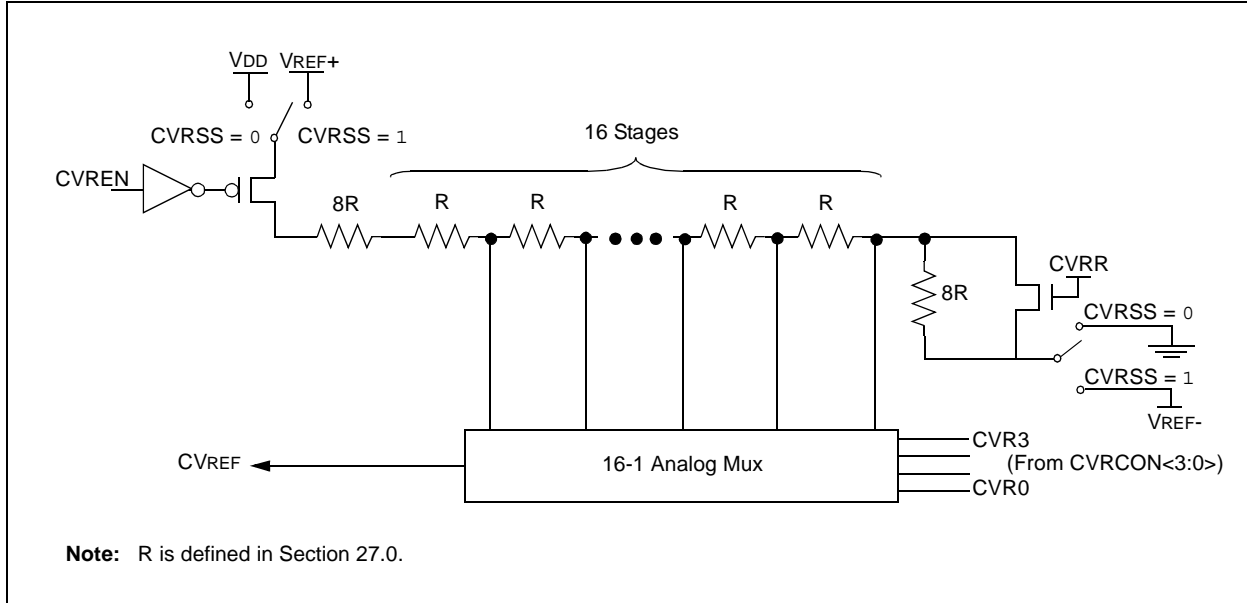 VDD VREF+
CVRSS = 0 CVRSS = 1
16 Stages
CVREN
8R R R R R
CVRR
8R
CVRSS = 0
CVRSS = 1
VREF-
CVREF
16-1 Analog Mux
CVR3
(From CVRCON<3:0>)
CVR0
Note: R is defined in Section 27.0.